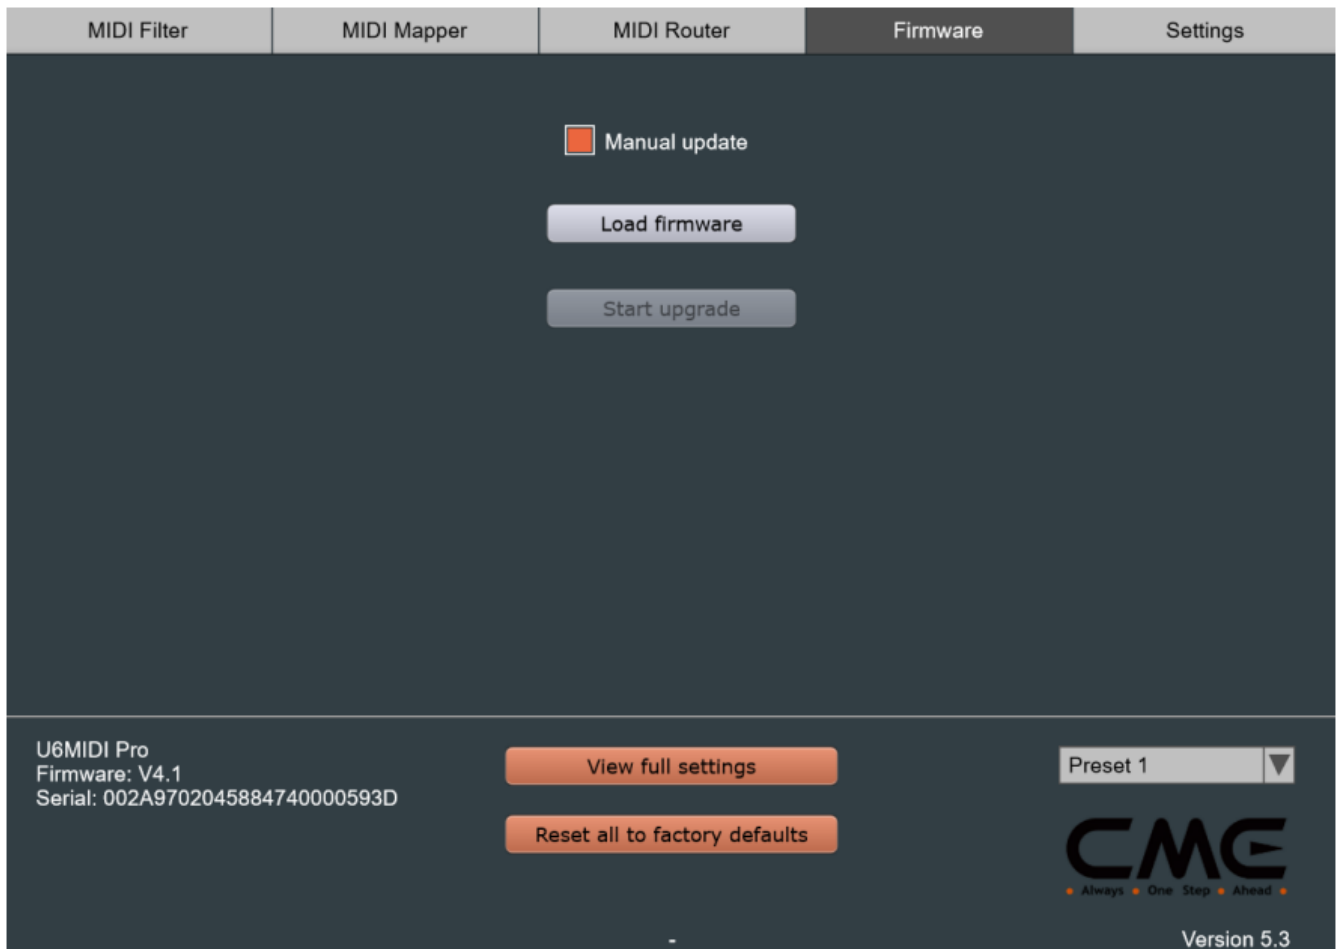 MIDI Filter
MIDI Mapper
MIDI Router
Firmware
Settings
Manual update
Load firmware
Start upgrade
U6MIDI Pro
Firmware: V4.1
Serial: 002A9702045884740000593D
View full settings
Reset all to factory defaults
Preset 1
CME
• Always • One Step • Ahead •
-
Version 5.3